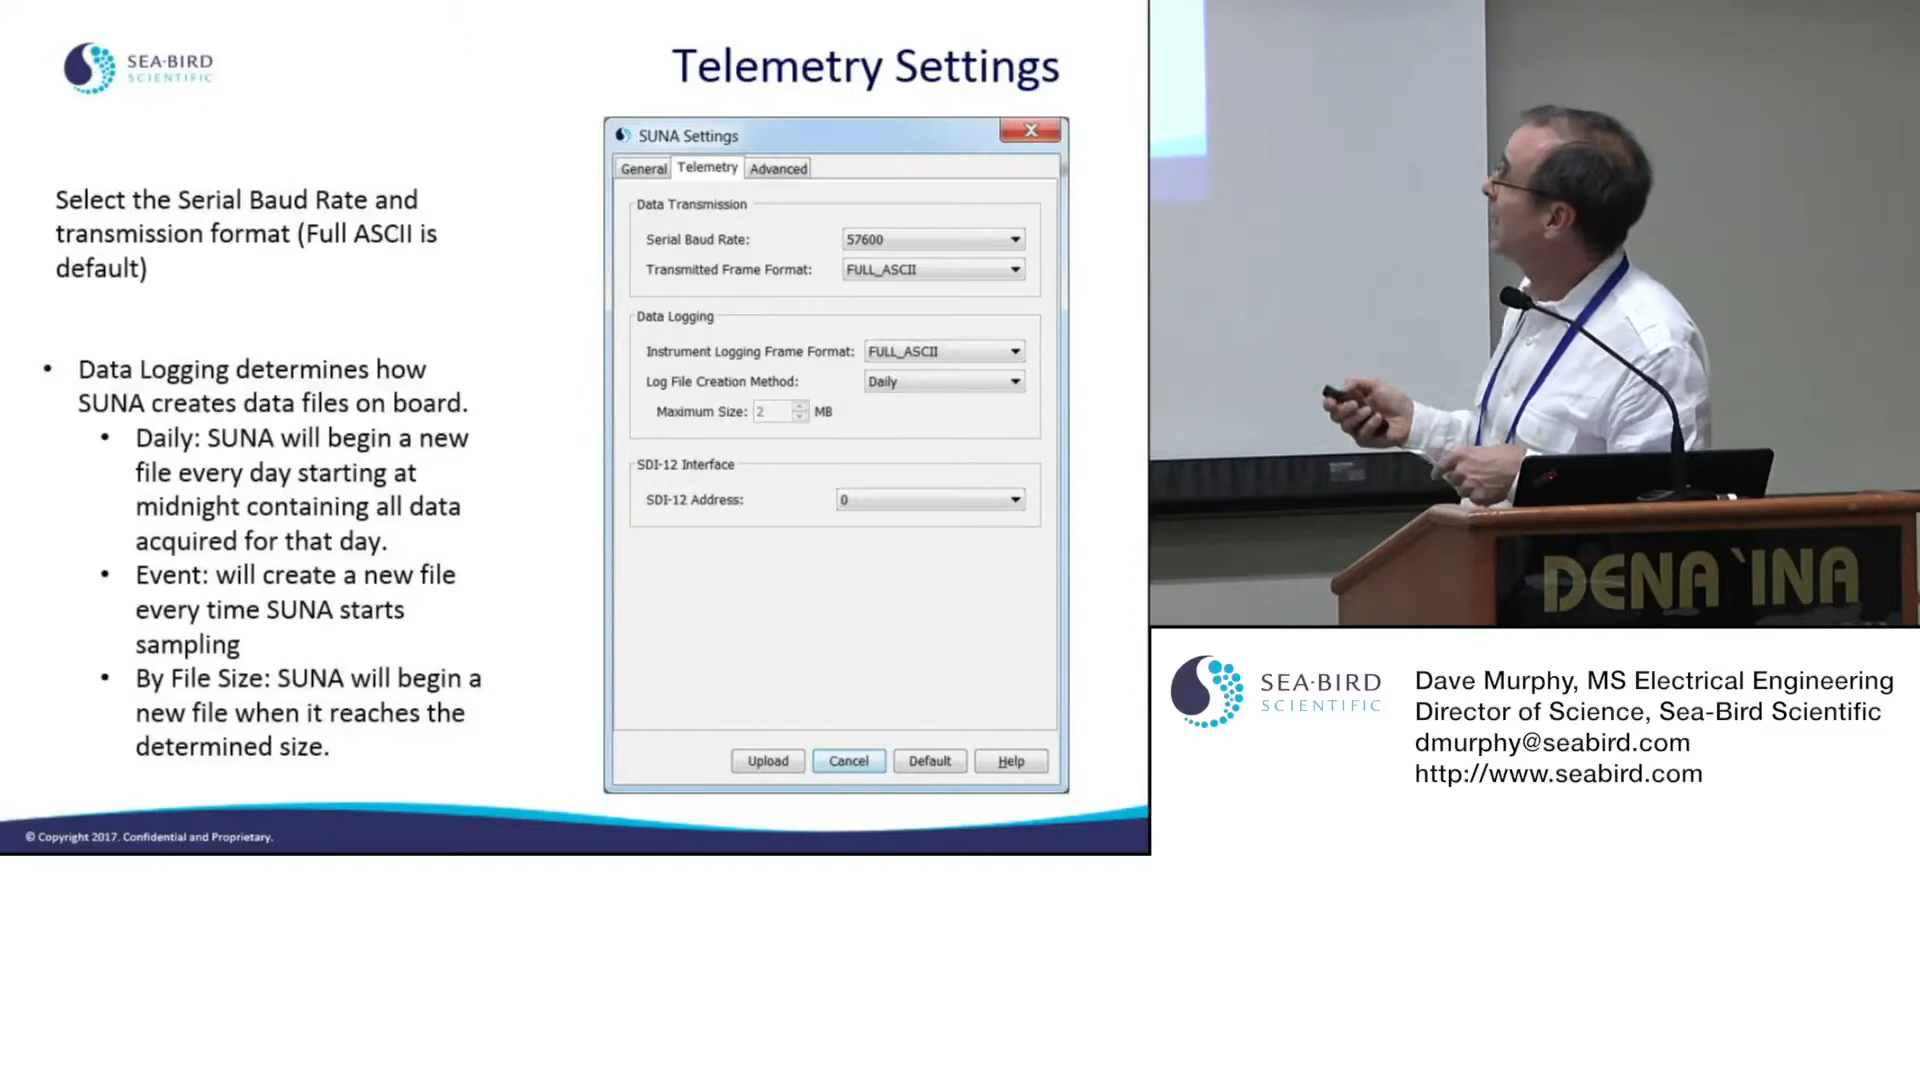 SEA·BIRD
SCIENTIFIC
Telemetry Settings
Select the Serial Baud Rate and
transmission format (Full ASCII is
default)
• Data Logging determines how
SUNA creates data files on board.
• Daily: SUNA will begin a new
file every day starting at
midnight containing all data
acquired for that day.
• Event: will create a new file
every time SUNA starts
sampling
• By File Size: SUNA will begin a
new file when it reaches the
determined size.
SUNA Settings
General Telemetry Advanced
Data Transmission
Serial Baud Rate: 57600
Transmitted Frame Format: FULL_ASCII
Data Logging
Instrument Logging Frame Format: FULL_ASCII
Log File Creation Method: Daily
Maximum Size: 2 MB
SDI-12 Interface
SDI-12 Address: 0
Upload Cancel Default Help
© Copyright 2017. Confidential and Proprietary.
DENA'INA
SEA·BIRD
SCIENTIFIC
Dave Murphy, MS Electrical Engineering
Director of Science, Sea-Bird Scientific
dmurphy@seabird.com
http://www.seabird.com